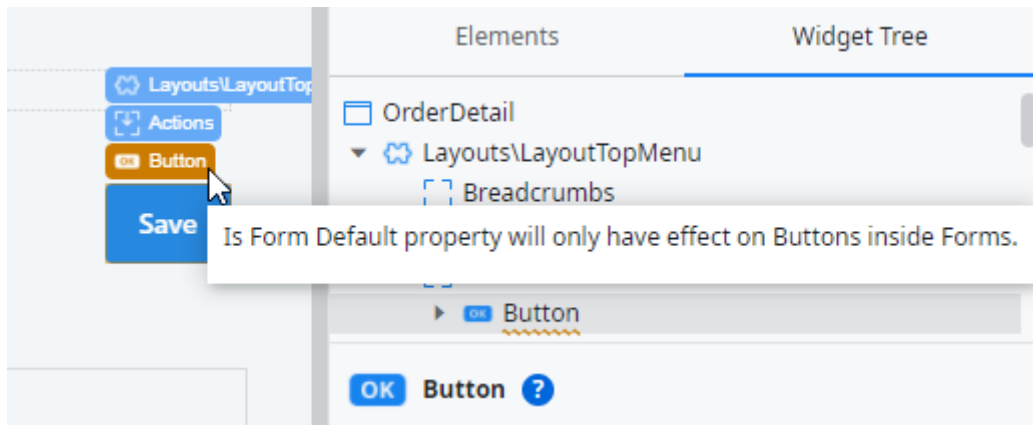 Elements
Widget Tree
Layouts\LayoutTop
Actions
Button
Save
OrderDetail
Layouts\LayoutTopMenu
Breadcrumbs
Is Form Default property will only have effect on Buttons inside Forms.
OK Button
OK Button ?